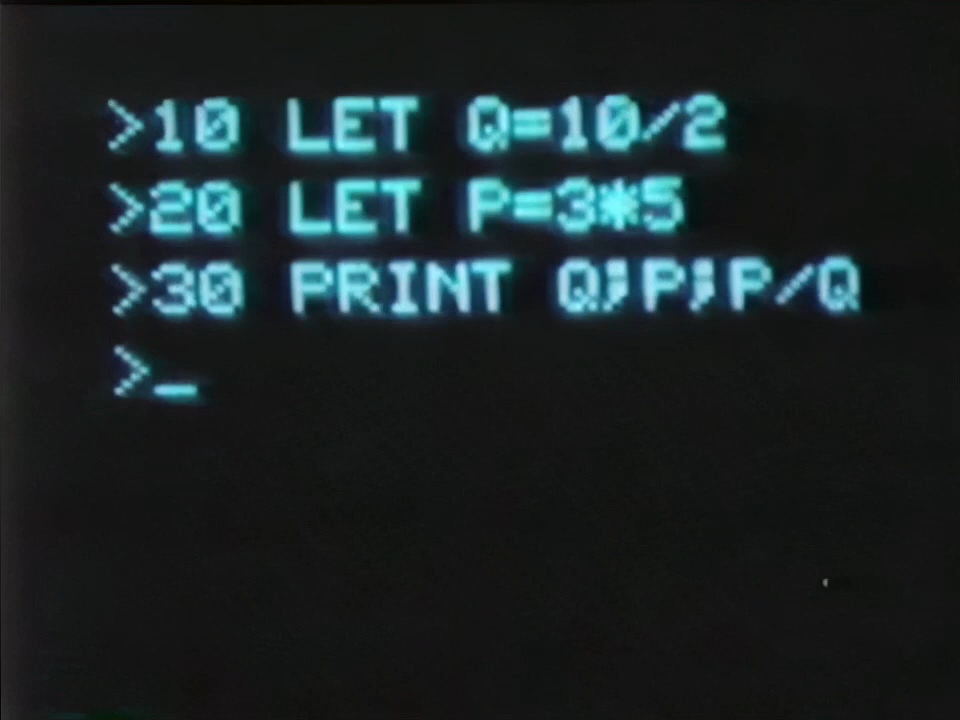 >10 LET Q=10/2
>20 LET P=3*5
>30 PRINT Q;P;P/Q
>_